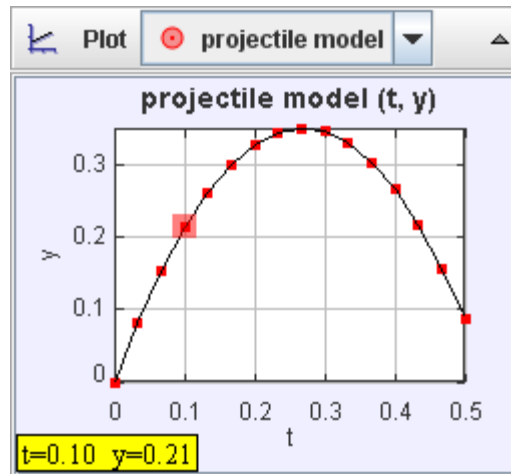 Plot projectile model
projectile model (t, y)
0.3
0.2
y
0.1
0
0 0.1 0.2 0.3 0.4 0.5
t
t=0.10 y=0.21